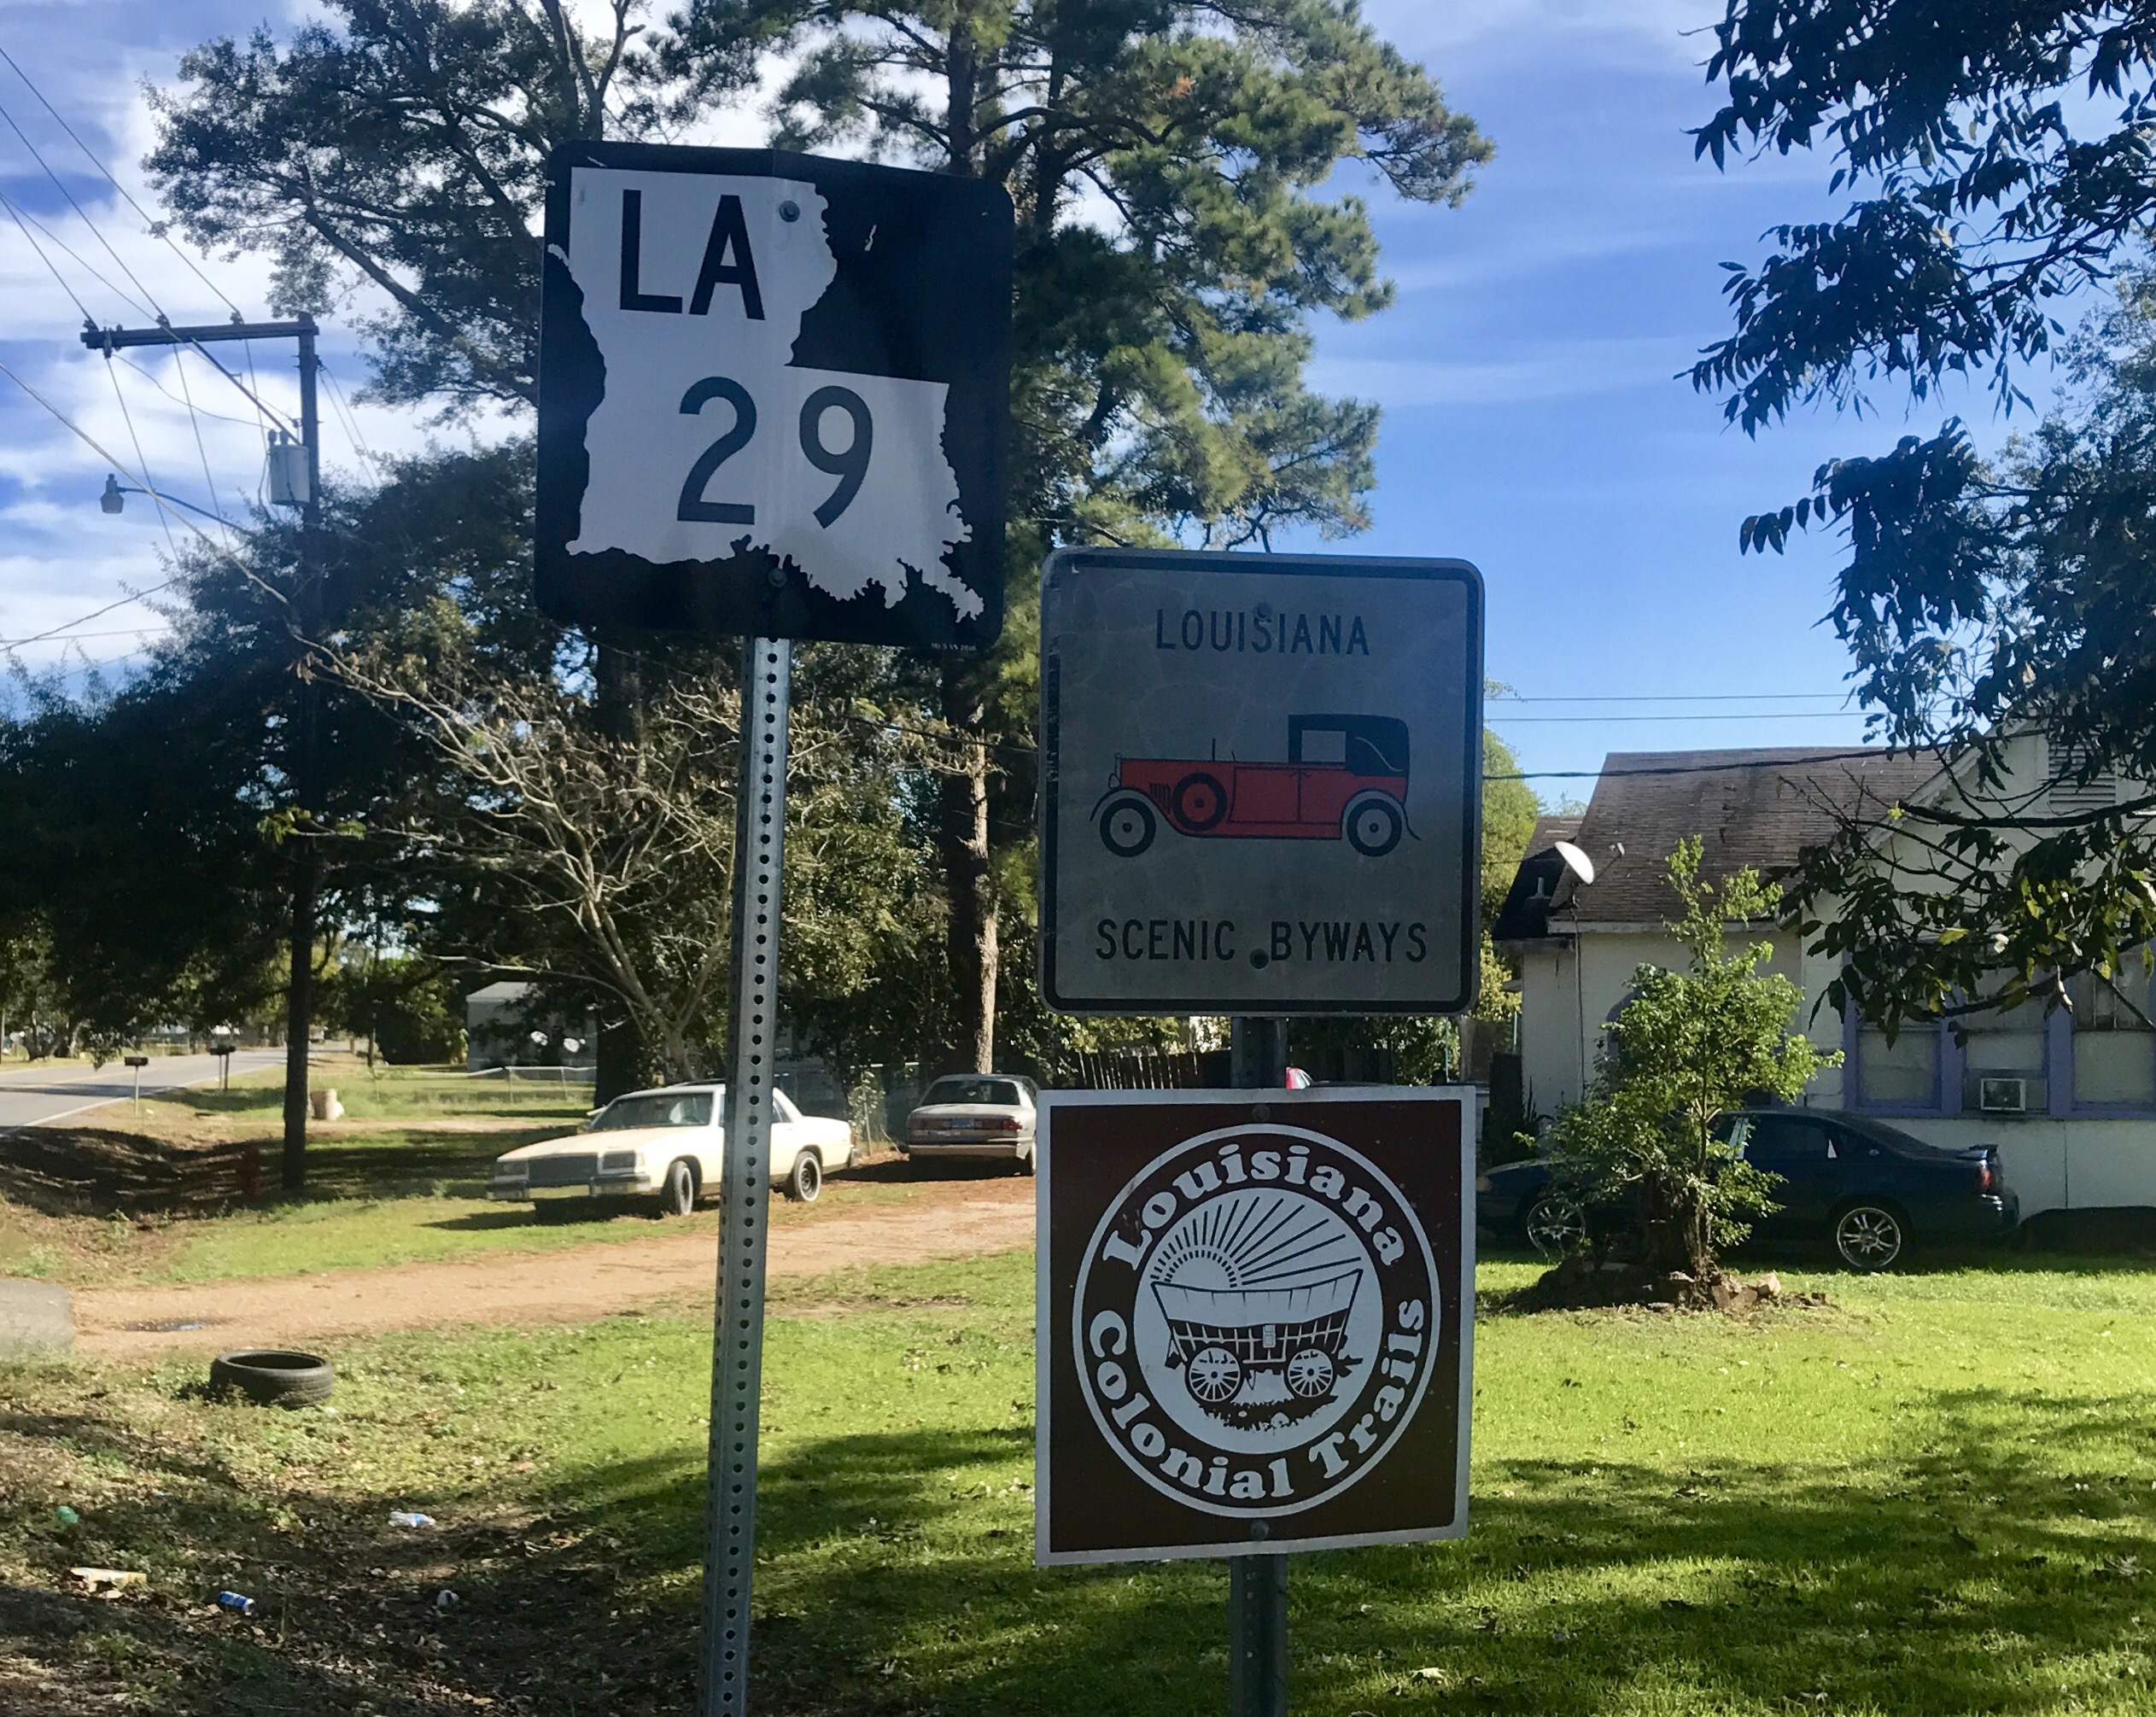 LA
29
LOUISIANA
SCENIC BYWAYS
Louisiana
Colonial Trails